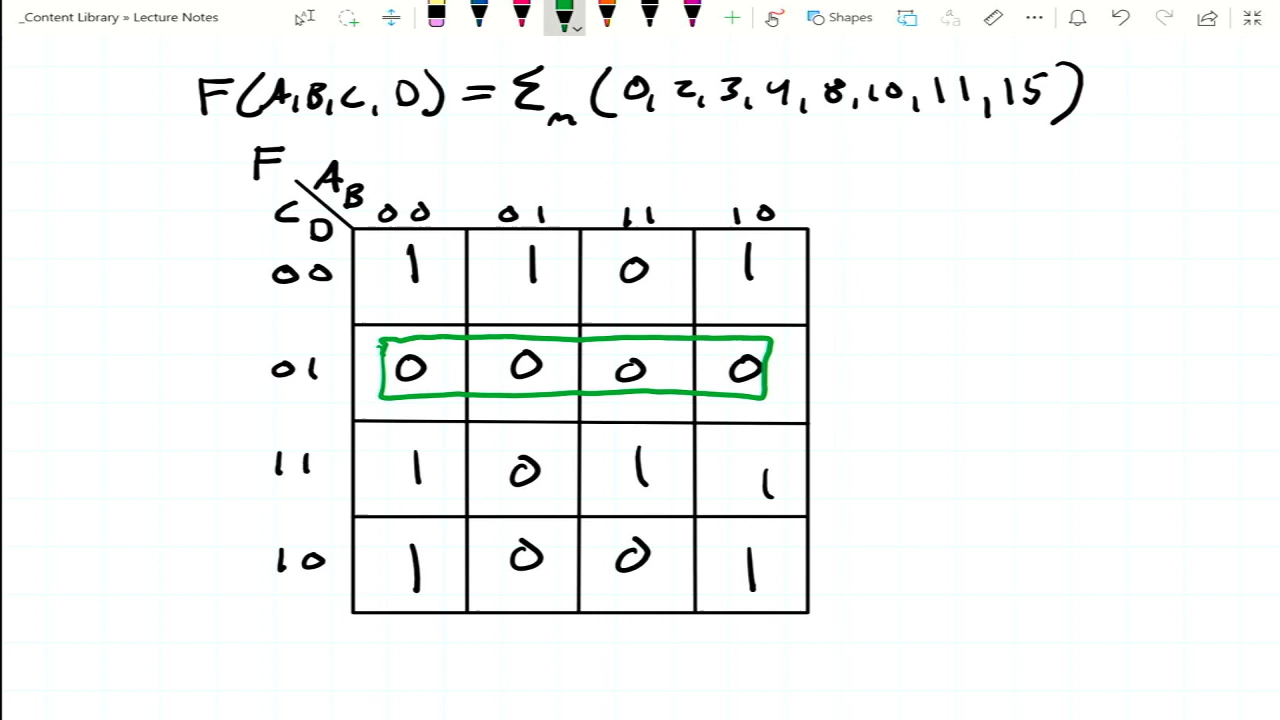 _Content Library » Lecture Notes
Shapes
F(A,B,C,D) = Σm (0, 2, 3, 4, 8, 10, 11, 15)
F AB
CD 00 01 11 10
00 1 1 0 1
01 0 0 0 0
11 1 0 1 1
10 1 0 0 1